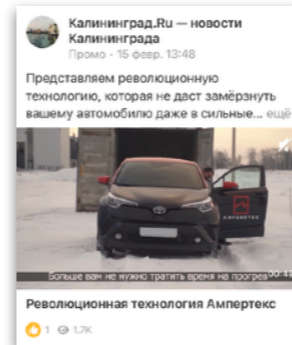 Калининград.Ru — новости
Калининграда
Промо · 15 февр. 13:48
Представляем революционную
технологию, которая не даст замёрзнуть
вашему автомобилю даже в сильные... ещё
АМПЕРТЕКС
Больше вам не нужно тратить время на прогрев
Революционная технология Ампертекс
1 1.7K